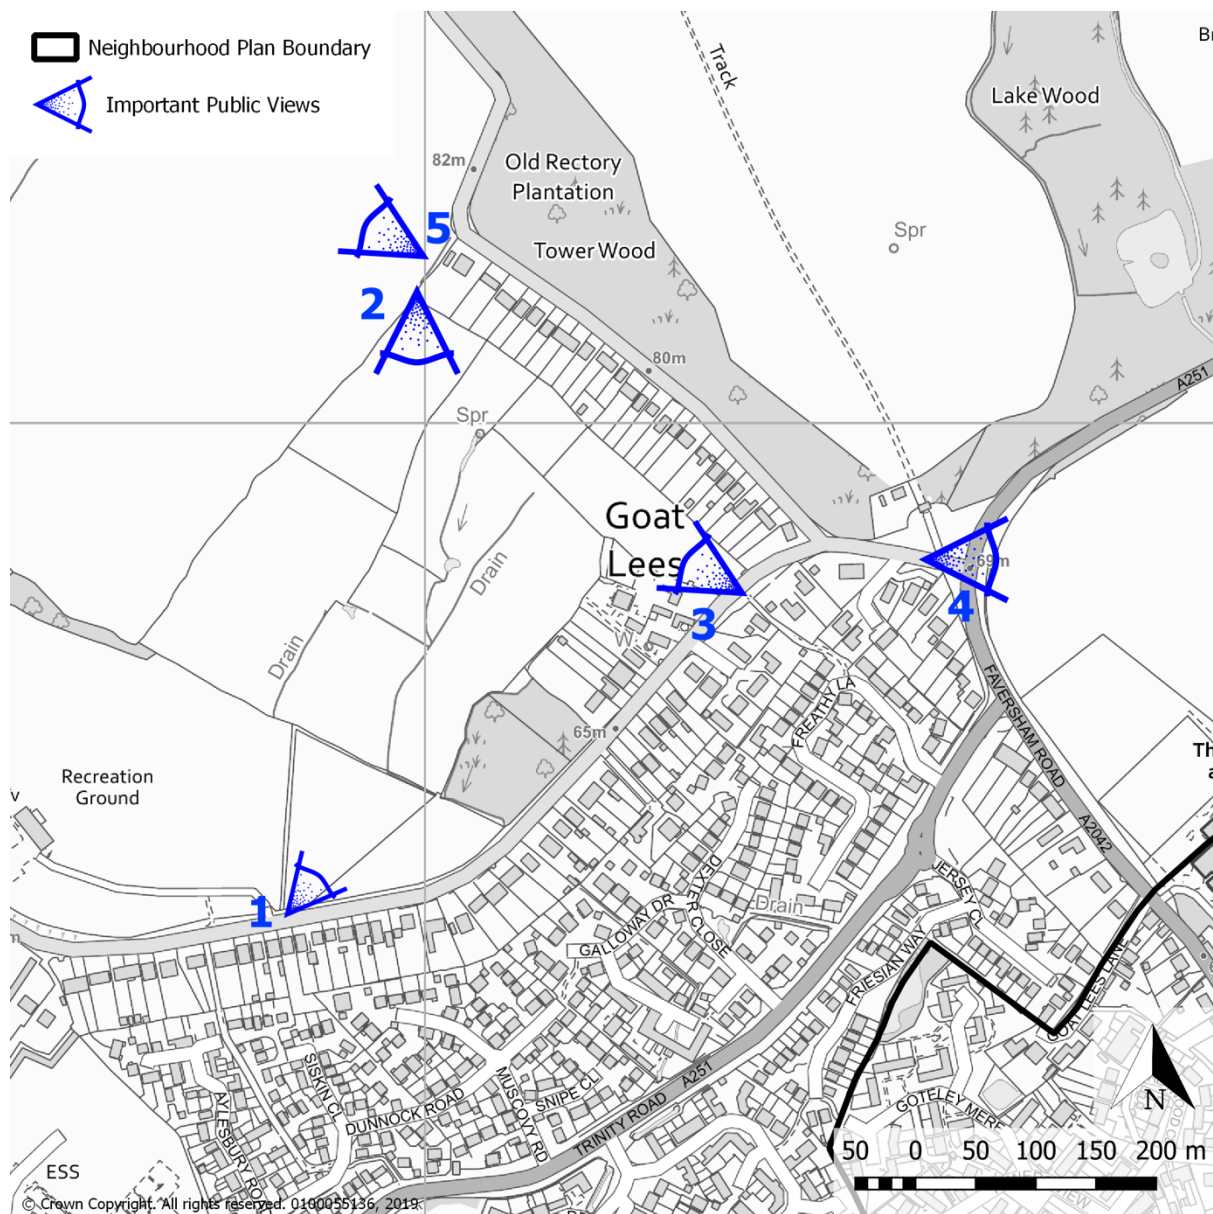 Neighbourhood Plan Boundary
Important Public Views
Track
Lake Wood
82m
Old Rectory
Plantation
5
Spr
Tower Wood
2
80m
A251
Spr
Goat
Lees
69m
Drain
4
3
W
Drain
FREATHY LA
FAVERSHAM ROAD
65m
Recreation
Ground
A2042
DEXTER CLOSE
JERSEY CL
Drain
1
GALLOWAY DR
FRIESIAN WAY
GOAT LEES LANE
SISKIN CL
MUSCOVY RD
A251
SNIPE CL
DUNNOCK ROAD
AYLESBURY RO
TRINITY ROAD
GOTELEY MERE
N
50 0 50 100 150 200 m
ESS
© Crown Copyright. All rights reserved. 0100055136, 2019.